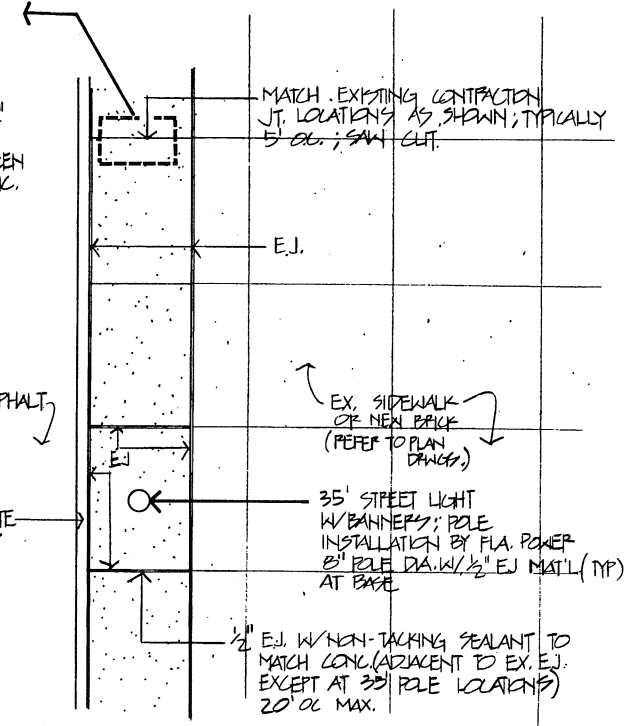 MATCH . EXISTING CONTRACTION
JT. LOCATIONS AS SHOWN; TYPICALLY
5' O.C. ; SAW CUT.
E.J.
EX. SIDEWALK
OR NEW BRICK
(REFER TO PLAN
DRWGS.)
E.J.
35' STREET LIGHT
W/BANNERS; POLE
INSTALLATION BY FLA. POWER
8" POLE DIA. W/ ½" EJ MAT'L (TYP)
AT BASE
½" E.J. W/NON-TACKING SEALANT TO
MATCH CONC. (ADJACENT TO EX. E.J.
EXCEPT AT 35' POLE LOCATIONS)
20' OC MAX.